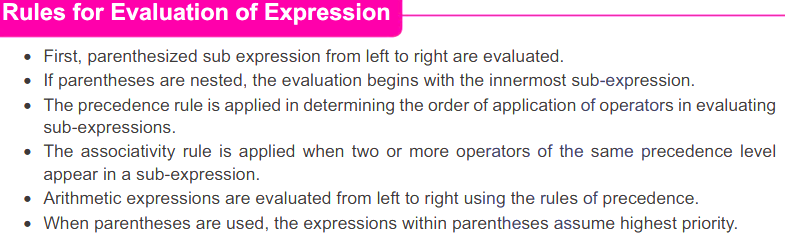 Rules for Evaluation of Expression
• First, parenthesized sub expression from left to right are evaluated.
• If parentheses are nested, the evaluation begins with the innermost sub-expression.
• The precedence rule is applied in determining the order of application of operators in evaluating
sub-expressions.
• The associativity rule is applied when two or more operators of the same precedence level
appear in a sub-expression.
• Arithmetic expressions are evaluated from left to right using the rules of precedence.
• When parentheses are used, the expressions within parentheses assume highest priority.